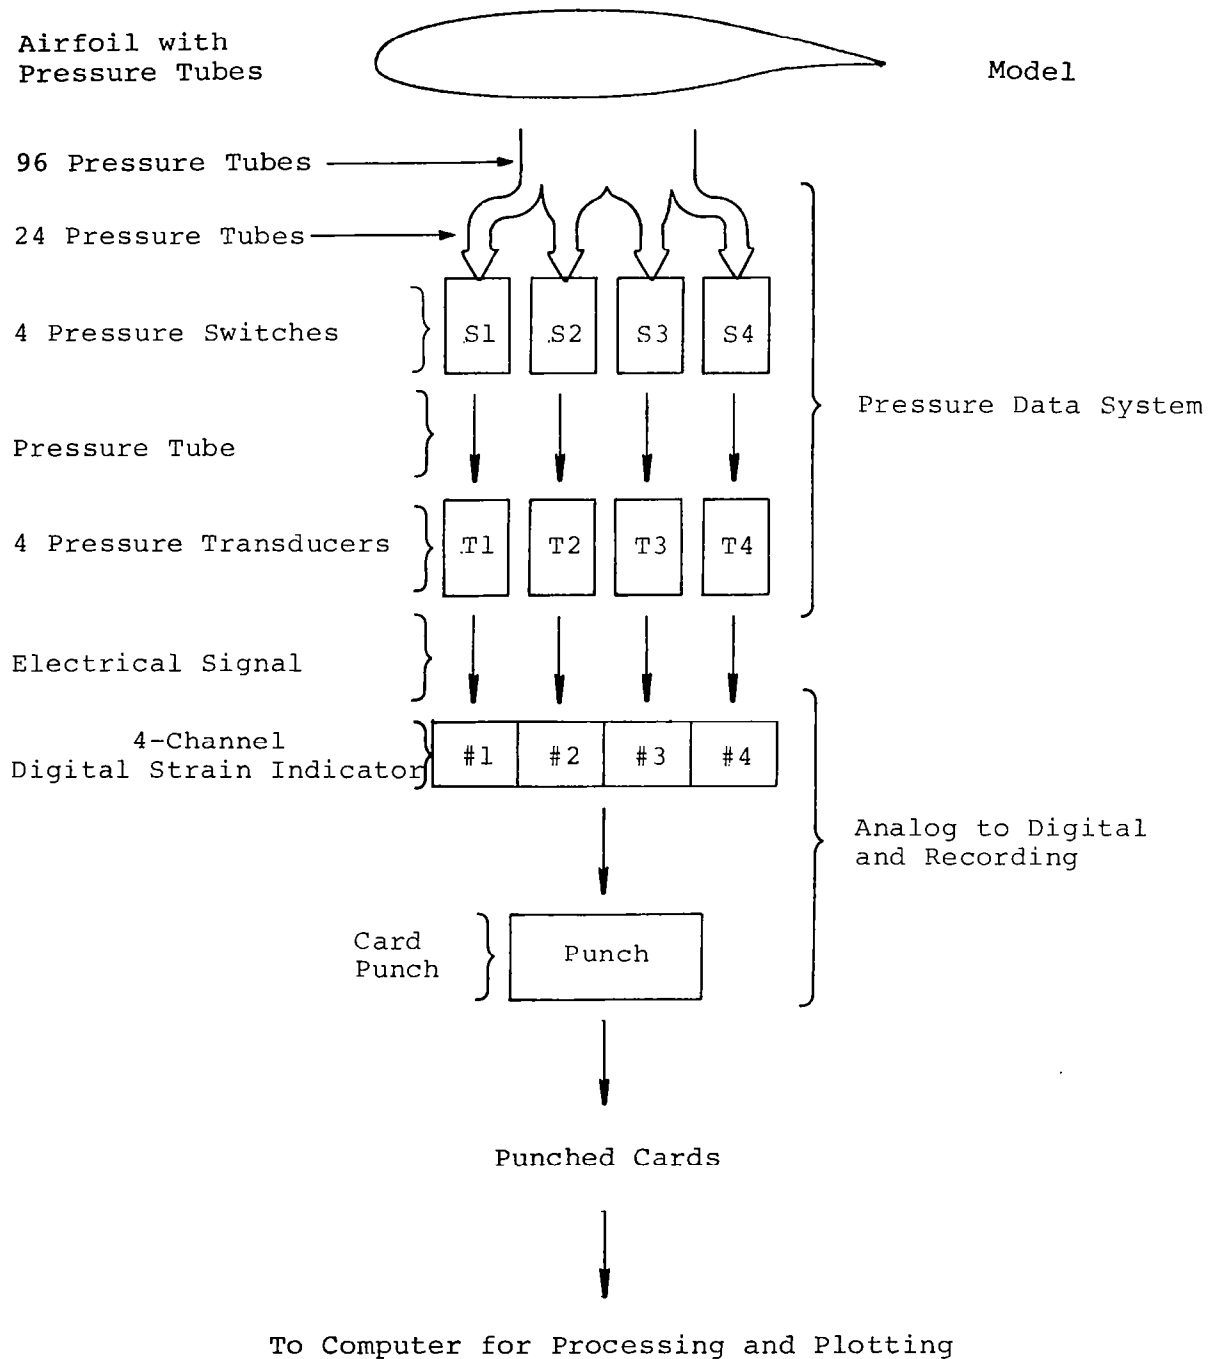 Airfoil with
Pressure Tubes
Model
96 Pressure Tubes
24 Pressure Tubes
4 Pressure Switches
S1 S2 S3 S4
Pressure Data System
Pressure Tube
4 Pressure Transducers
T1 T2 T3 T4
Electrical Signal
4-Channel
Digital Strain Indicator
#1 #2 #3 #4
Analog to Digital
and Recording
Card
Punch
Punch
Punched Cards
To Computer for Processing and Plotting